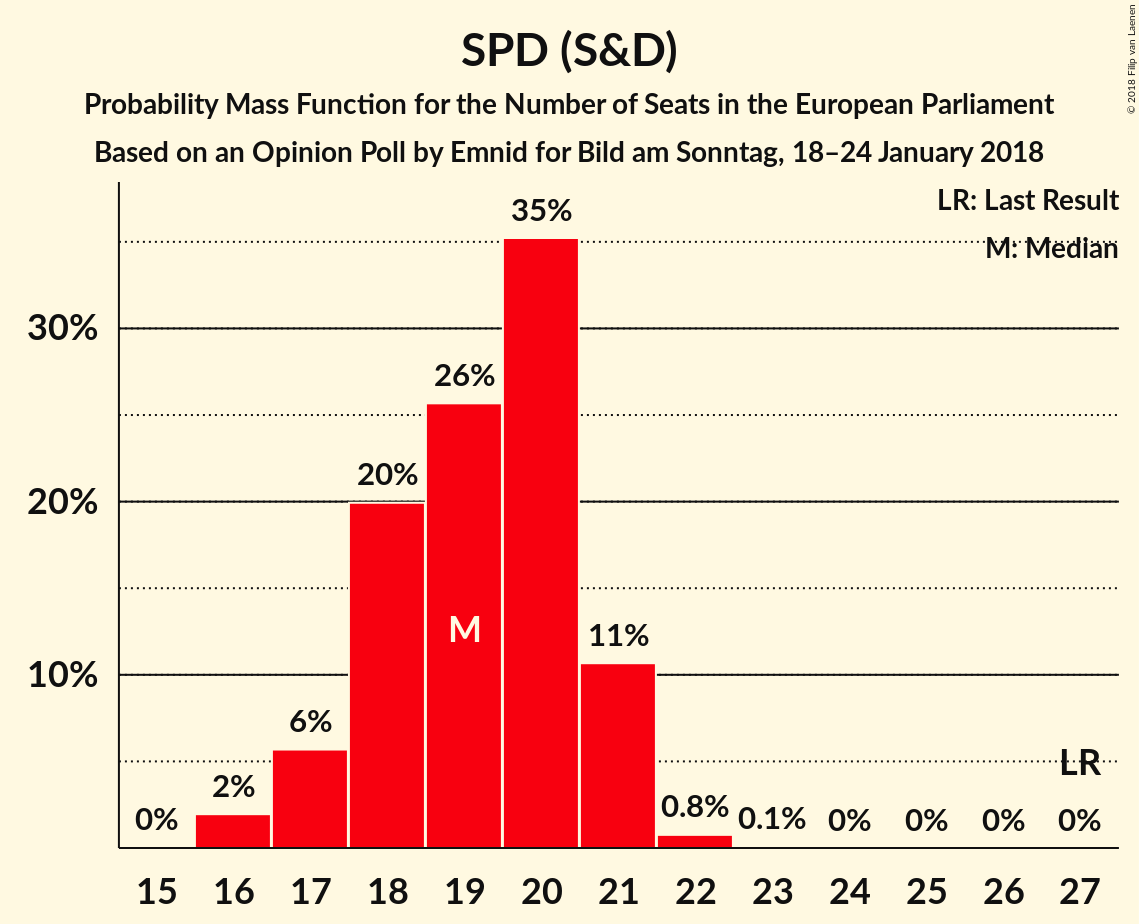 SPD (S&D)
Probability Mass Function for the Number of Seats in the European Parliament
Based on an Opinion Poll by Emnid for Bild am Sonntag, 18–24 January 2018
© 2018 Filip van Laenen
LR: Last Result
M: Median
35%
30%
26%
20%
20%
M
11%
10%
6%
LR
2%
0%
0.8%
0.1%
0%
0%
0%
0%
15 16 17 18 19 20 21 22 23 24 25 26 27